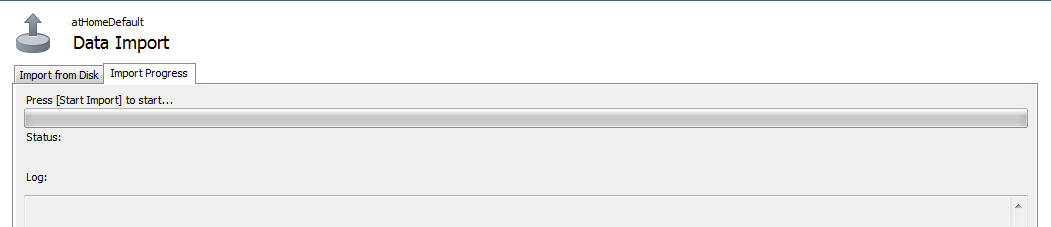 atHomeDefault
Data Import
Import from Disk Import Progress
Press [Start Import] to start...
Status:
Log: